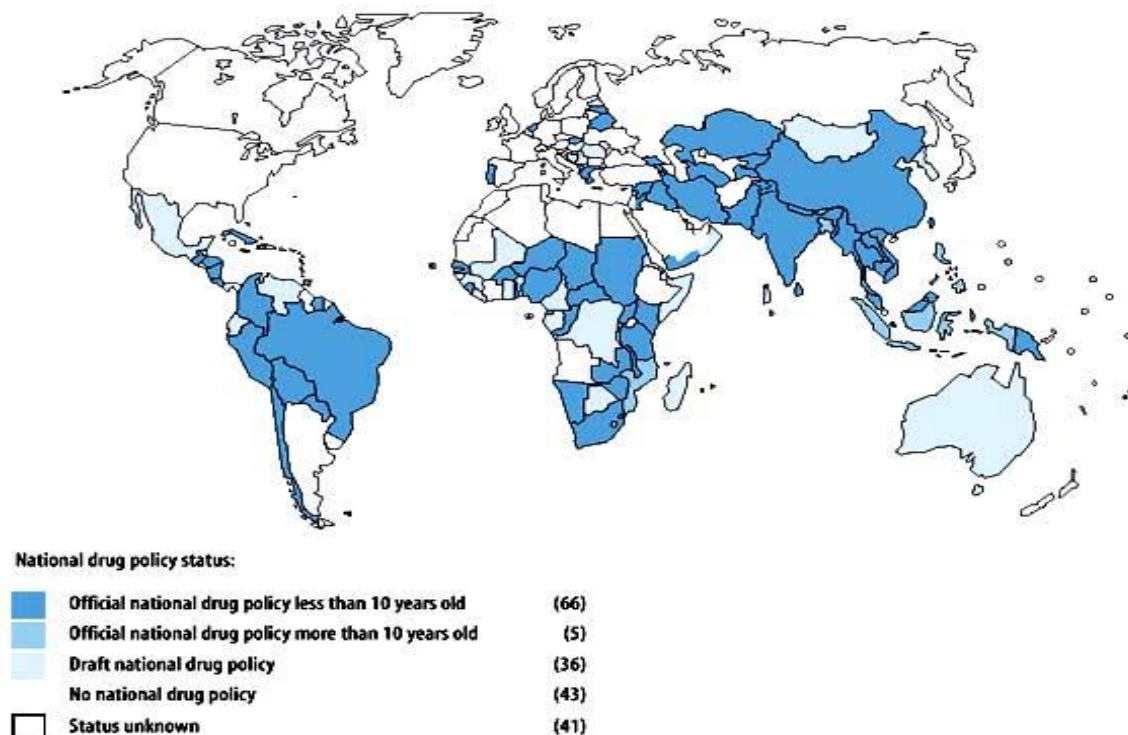 National drug policy status:
Official national drug policy less than 10 years old (66)
Official national drug policy more than 10 years old (5)
Draft national drug policy (36)
No national drug policy (43)
Status unknown (41)